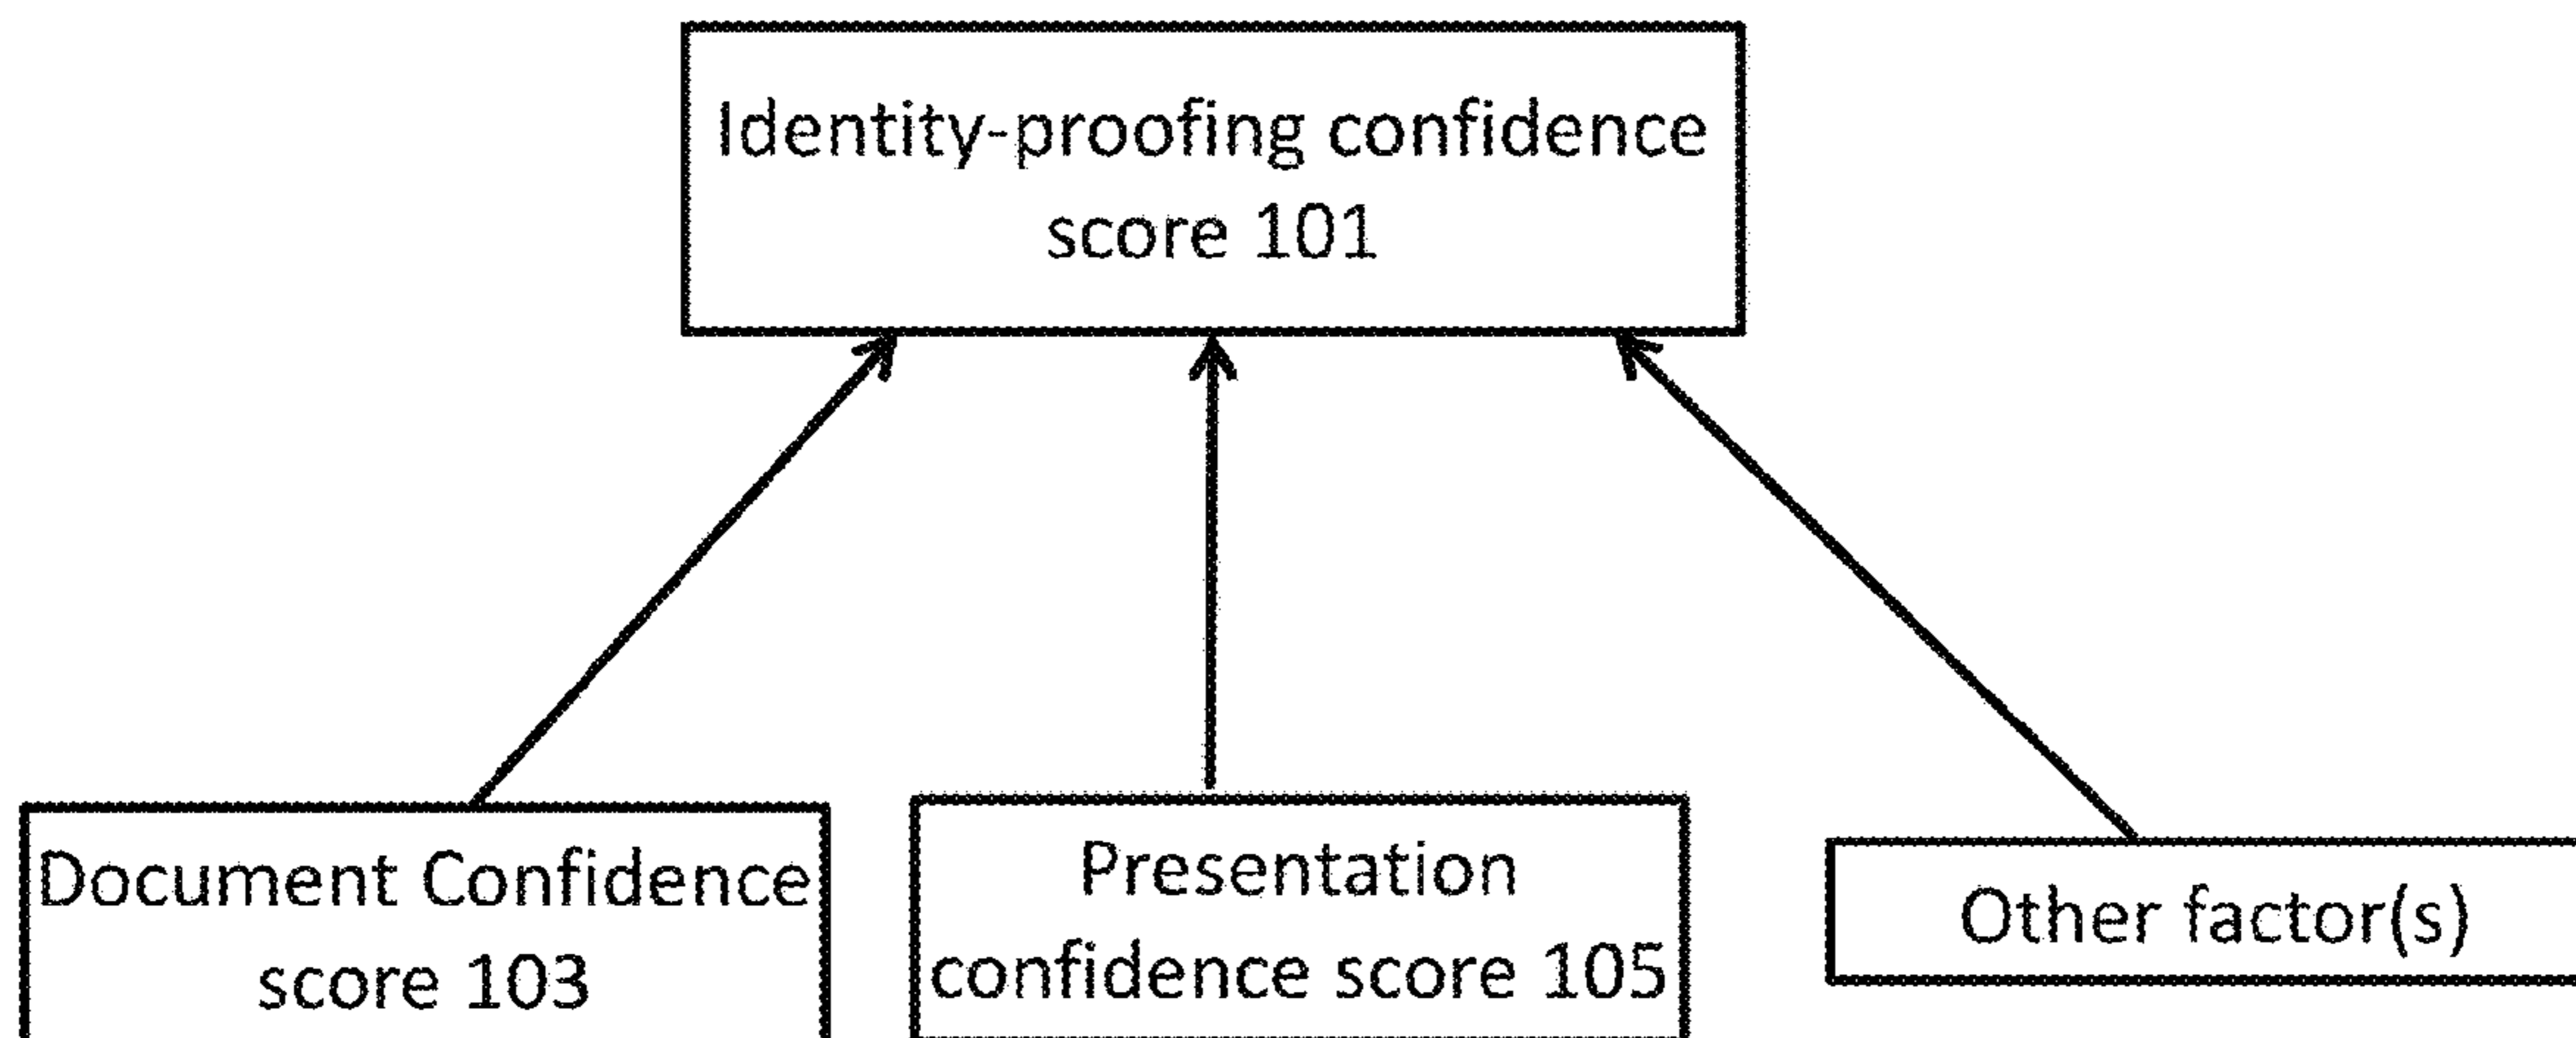 Identity-proofing confidence
score 101
Document Confidence
score 103
Presentation
confidence score 105
Other factor(s)